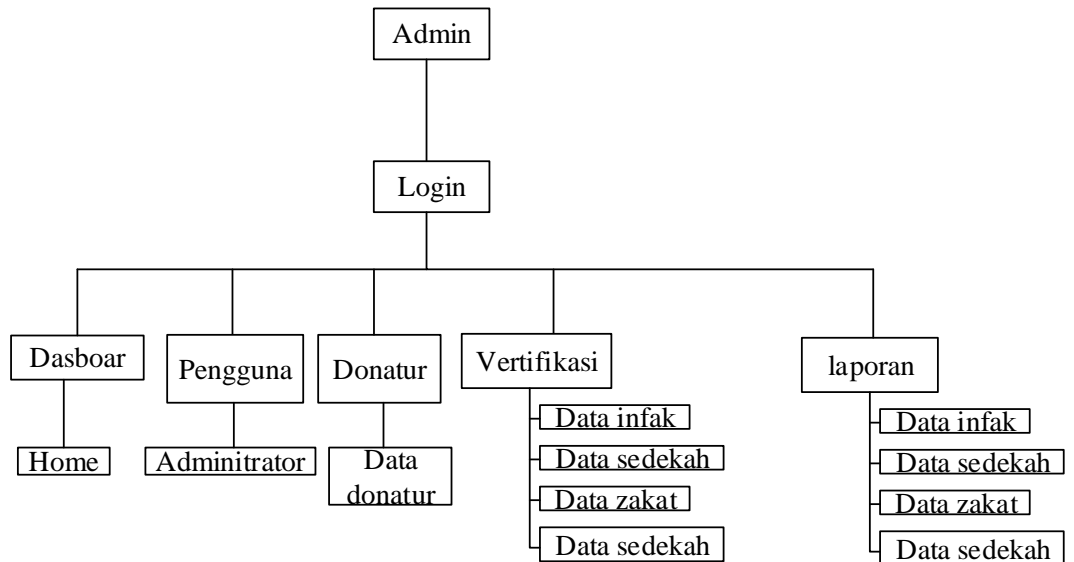 Admin
Login
Dasboar
Pengguna
Donatur
Vertifikasi
laporan
Home
Adminitrator
Data
donatur
Data infak
Data sedekah
Data zakat
Data sedekah
Data infak
Data sedekah
Data zakat
Data sedekah